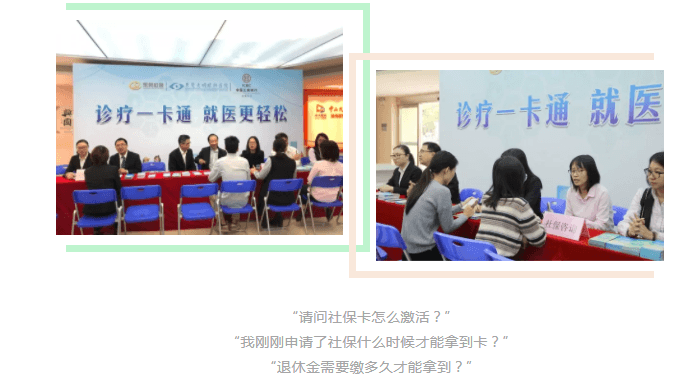 诊疗一卡通 就医更轻松
诊疗一卡通 就医
社保咨询
“请问社保卡怎么激活？”
“我刚刚申请了社保什么时候才能拿到卡？”
“退休金需要缴多久才能拿到？”